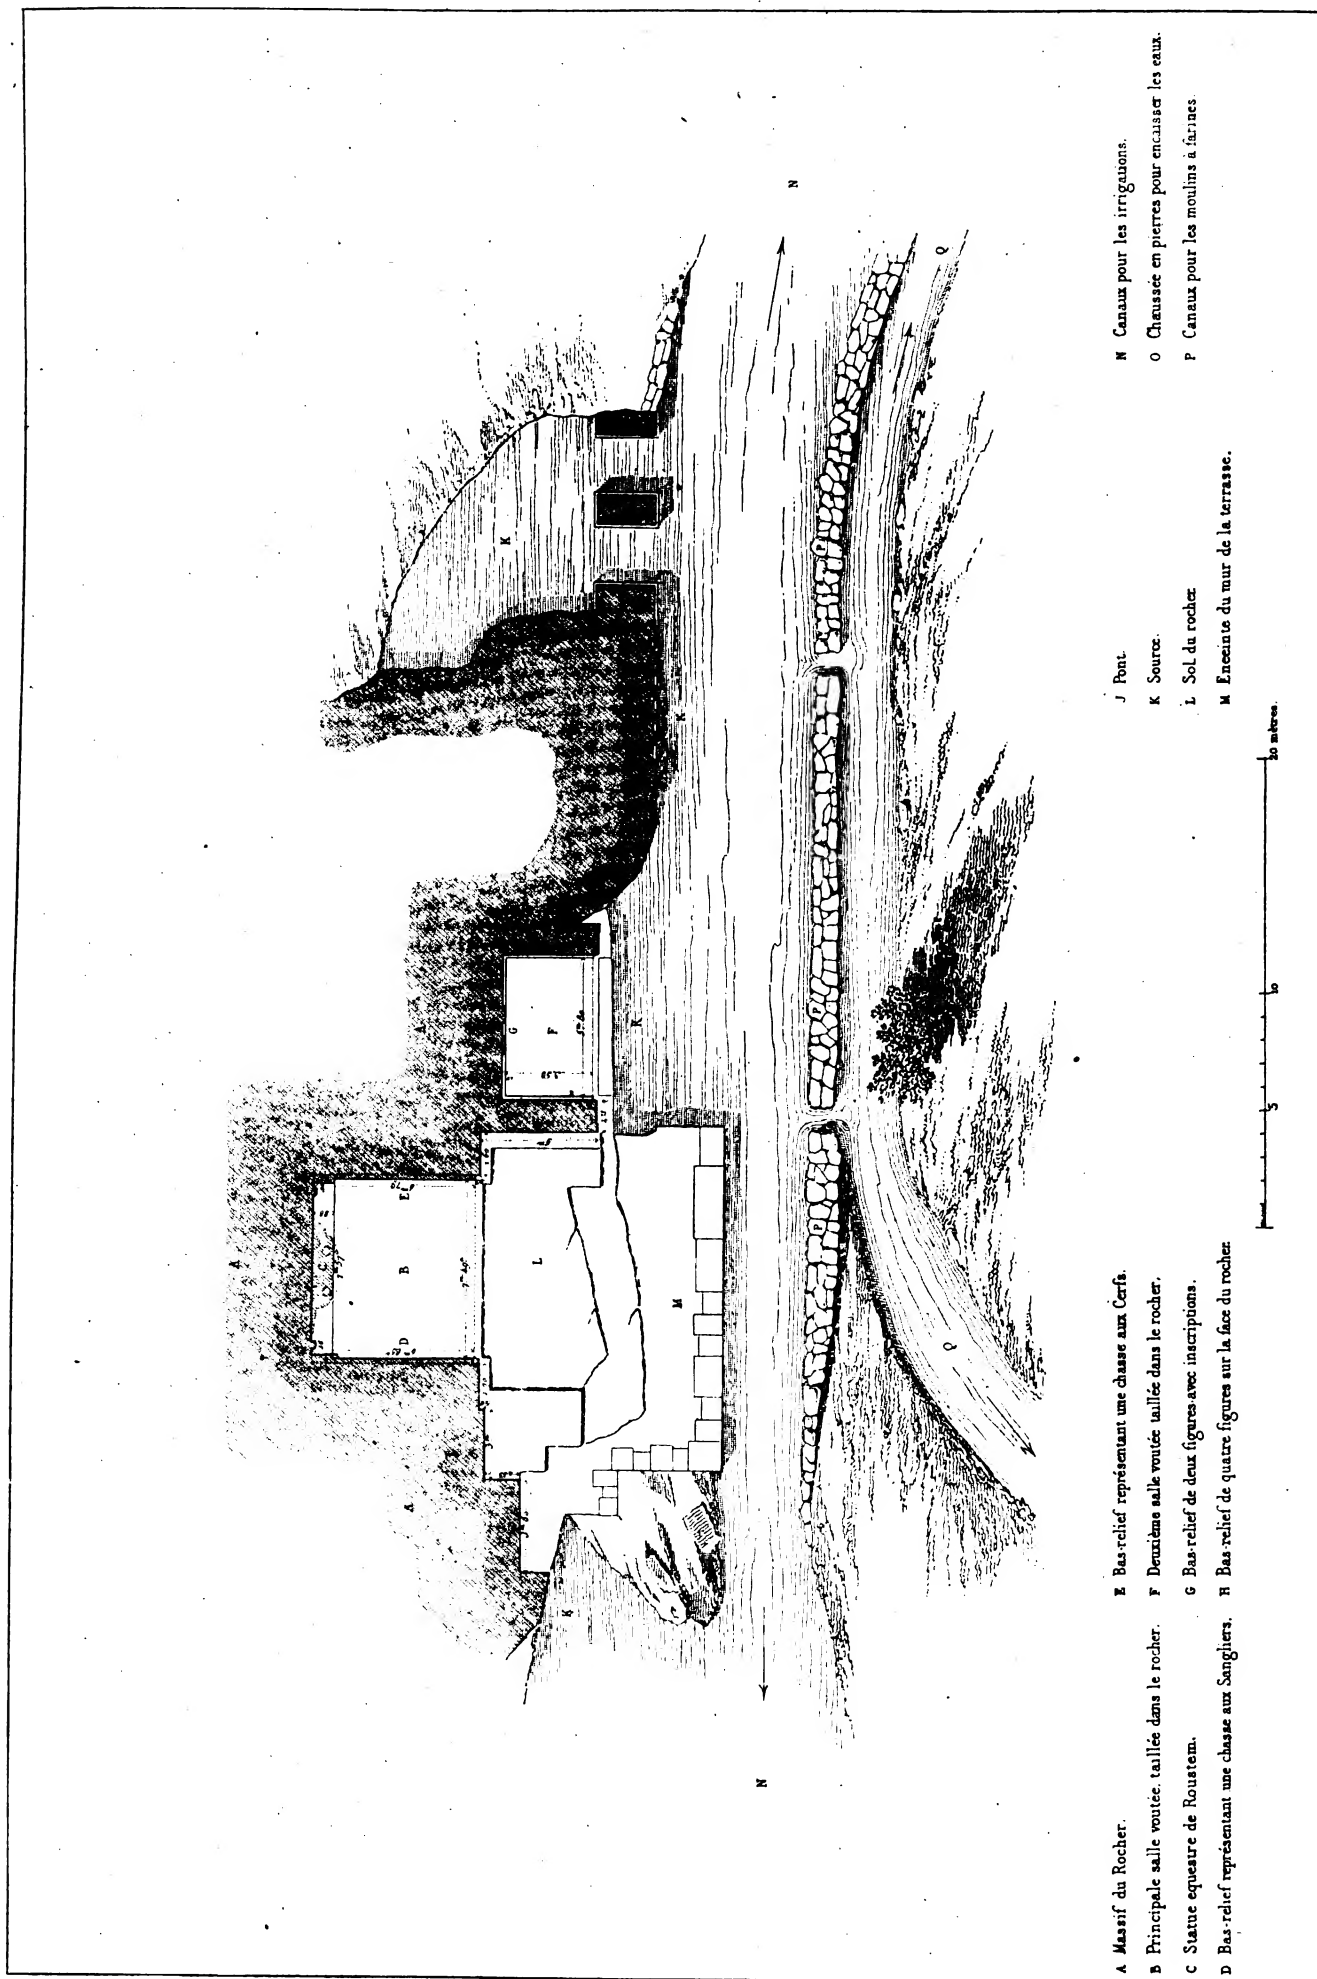 A Massif du Rocher.
B Principale salle voutée, taillée dans le rocher.
C Statue equestre de Roustem.
D Bas-relief représentant une chasse aux Sangliers.
E Bas-relief représentant une chasse aux Cerfs.
F Deuxième salle voutée taillée dans le rocher.
G Bas-relief de deux figures avec inscriptions.
H Bas-relief de quatre figures sur la face du rocher.
J Pont.
K Source.
L Sol du rocher.
M Enceinte du mur de la terrasse.
N Canaux pour les irrigations.
O Chaussée en pierres pour encaisser les eaux.
P Canaux pour les moulins à farines.
5
10
20 mètres.
A
A
A
B
C
D
E
F
G
K
K
K
K
L
M
N
N
P
P
P
P
Q
Q